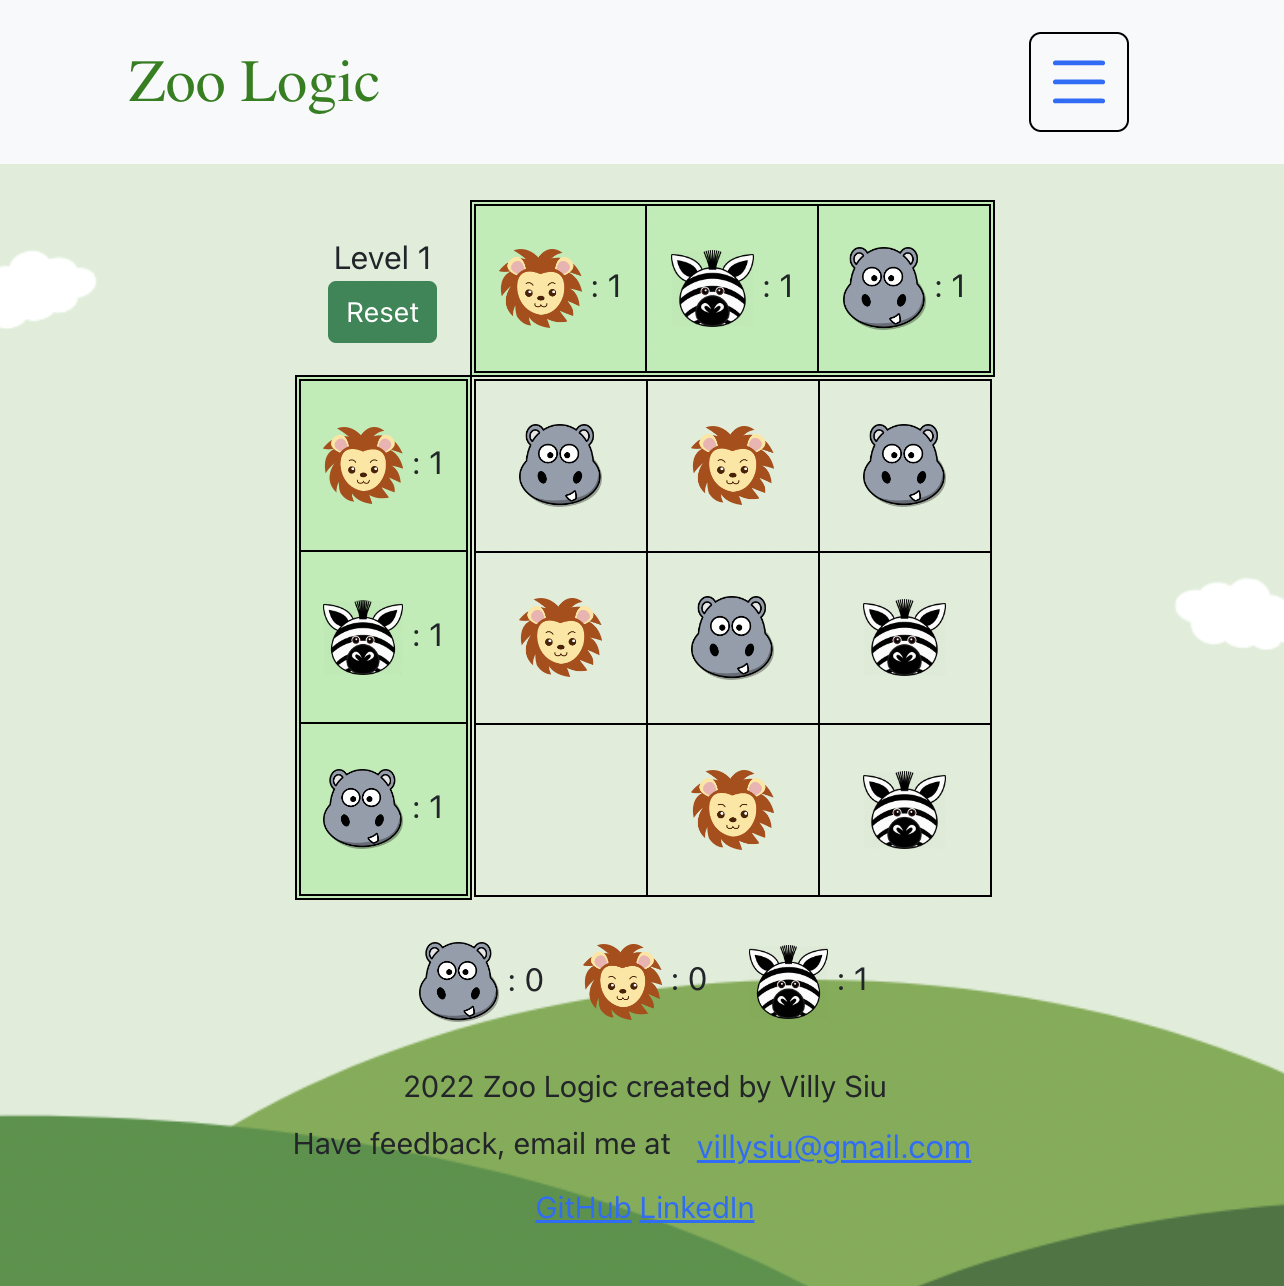 Zoo Logic
Level 1
Reset
: 1 : 1 : 1
: 1
: 1
: 1
: 0 : 0 : 1
2022 Zoo Logic created by Villy Siu
Have feedback, email me at villysiu@gmail.com
GitHub LinkedIn